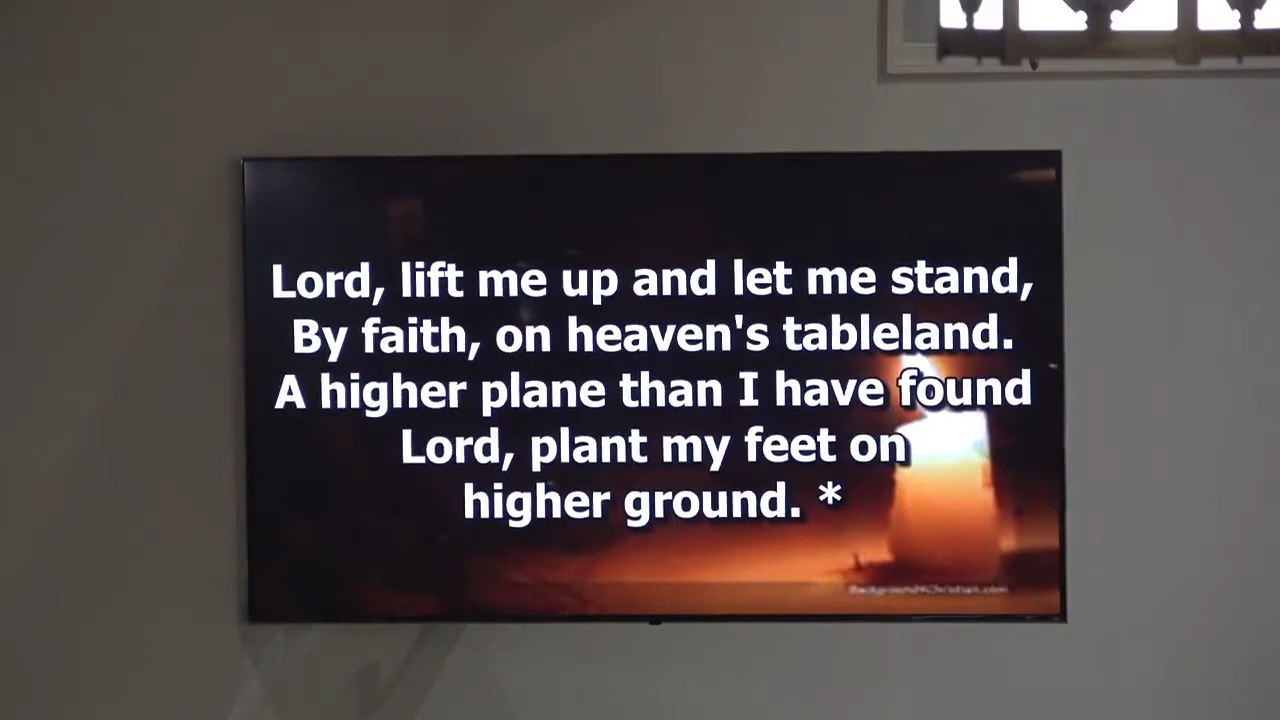 Lord, lift me up and let me stand,
By faith, on heaven's tableland.
A higher plane than I have found
Lord, plant my feet on
higher ground. *